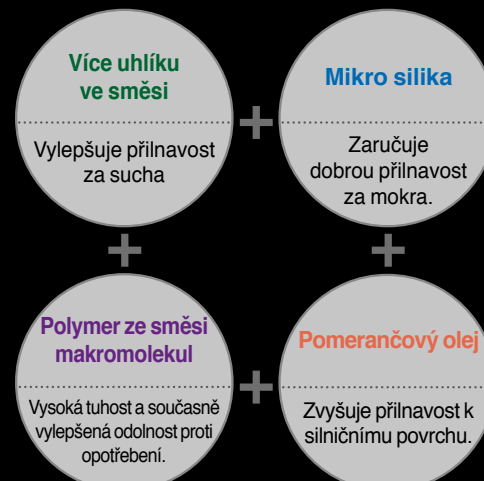 Více uhlíku
ve směsi
Vylepšuje přilnavost
za sucha
+
Mikro silika
Zaručuje
dobrou přilnavost
za mokra.
+
+
Polymer ze směsi
makromolekul
Vysoká tuhost a současně
vylepšená odolnost proti
opotřebení.
+
Pomerančový olej
Zvyšuje přilnavost k
silničnímu povrchu.